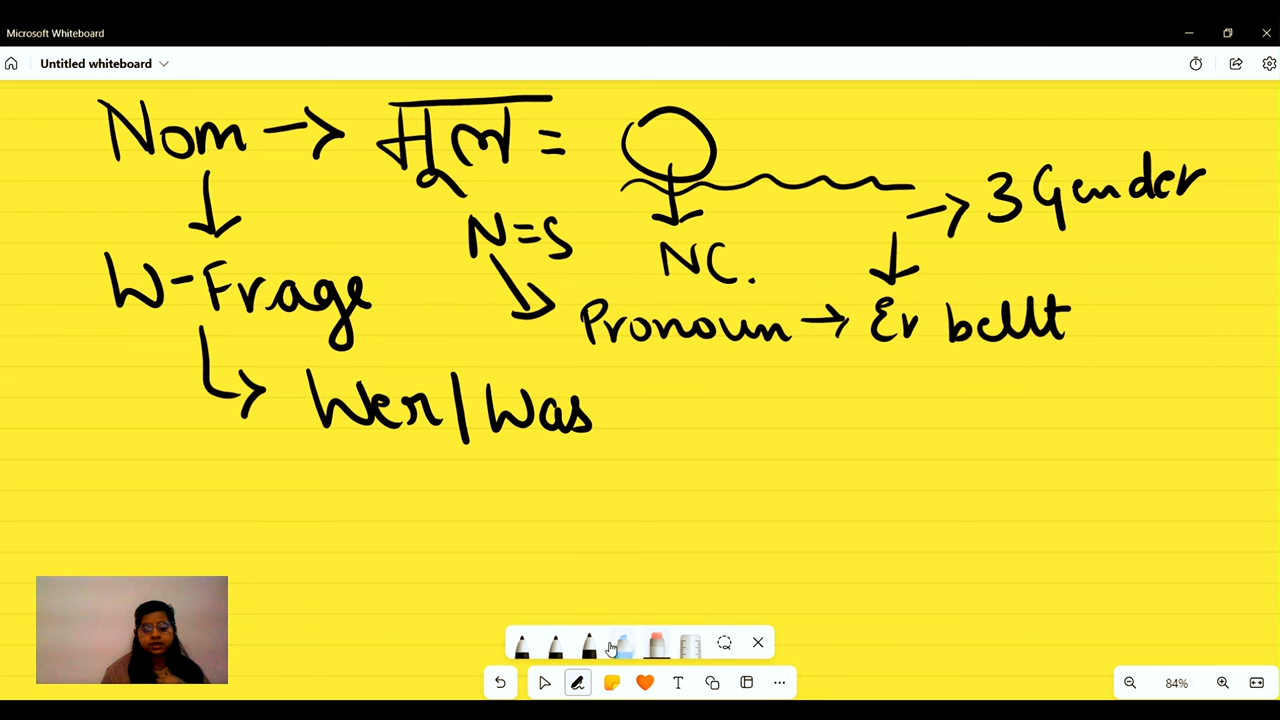 Microsoft Whiteboard
Untitled whiteboard
Nom → मूल =
→ 3 Gender
N=S
NC.
W-Frage
Pronoun → Er bellt
Wer/Was
84%